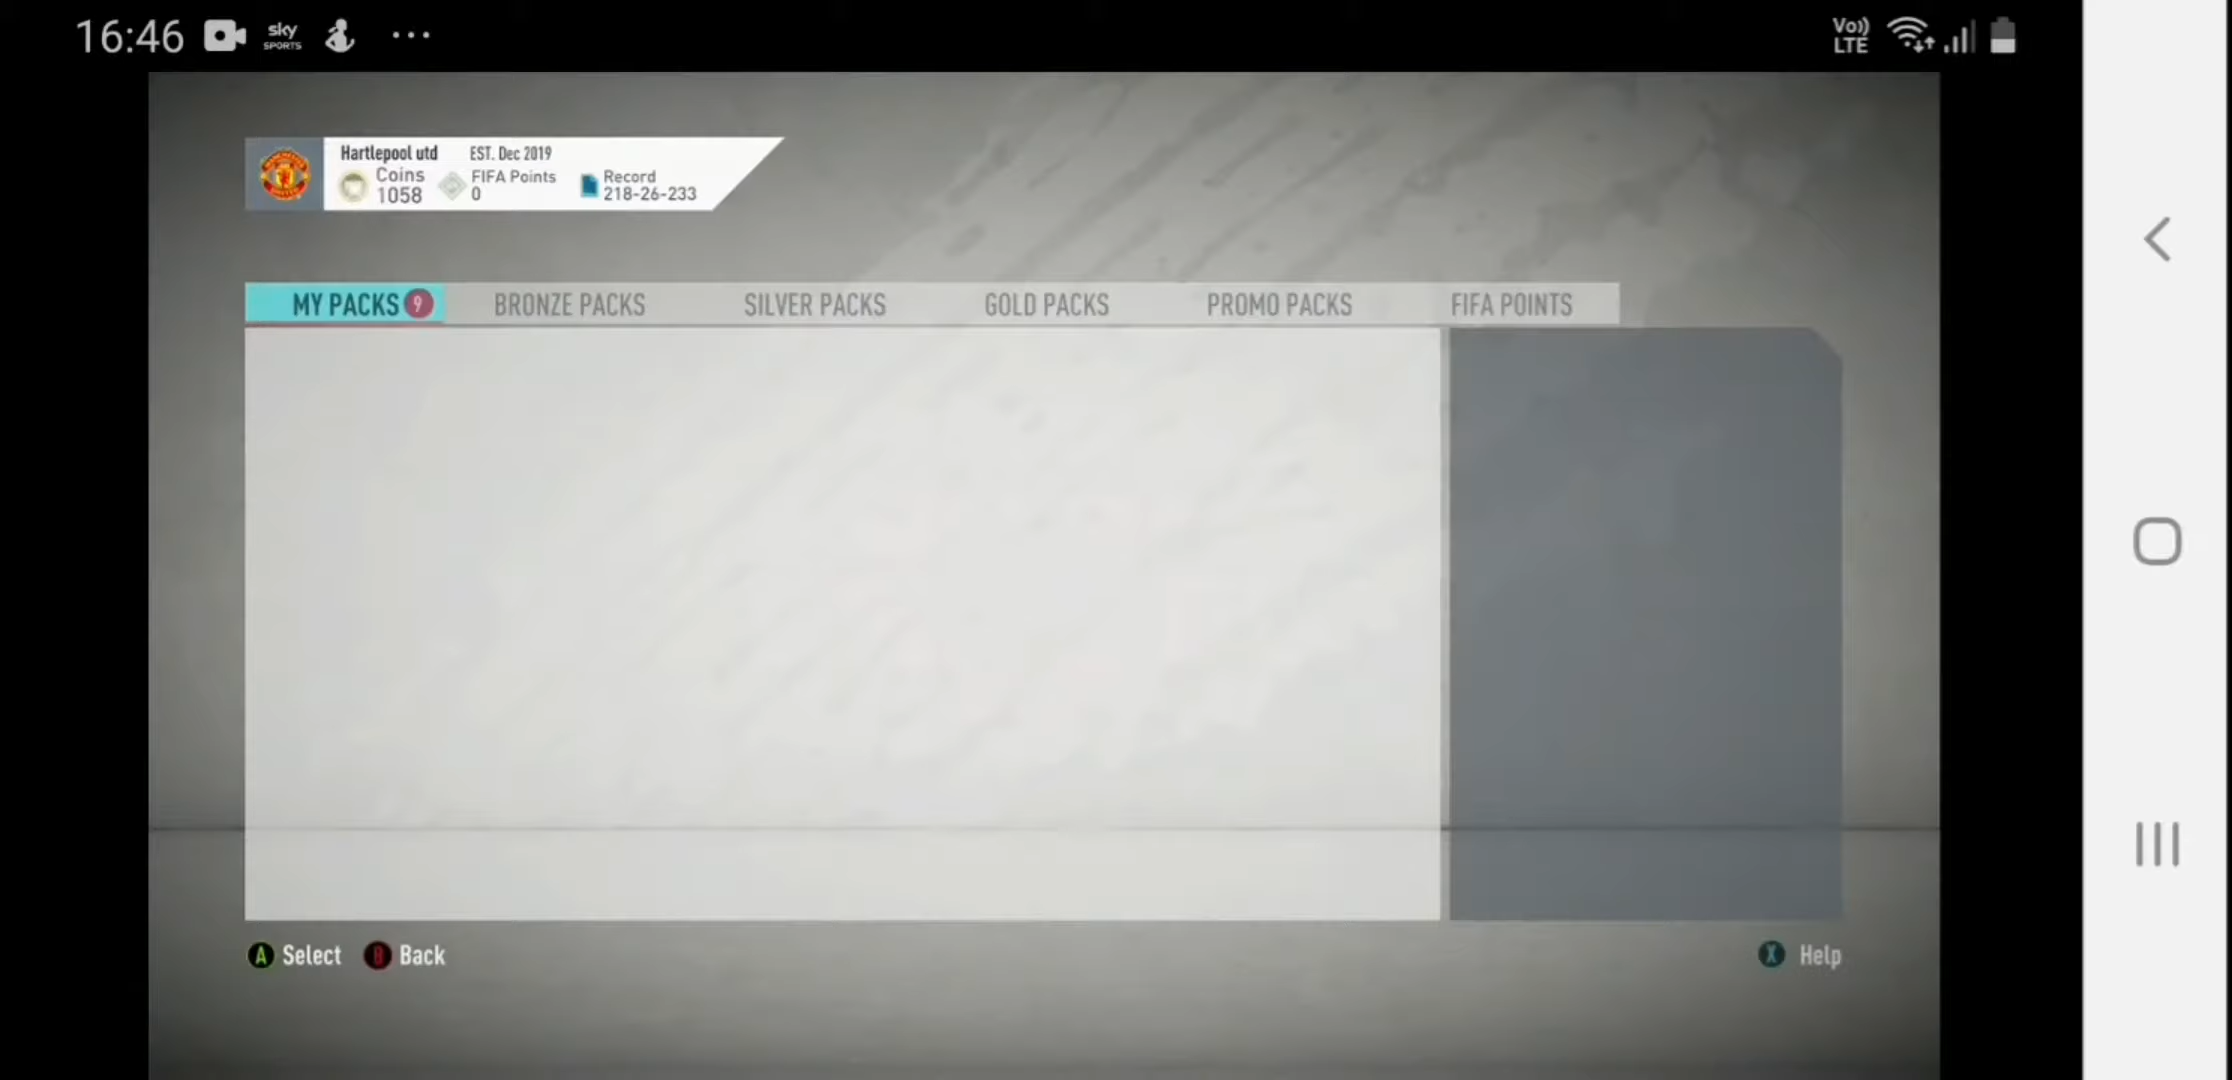 16:46 sky SPORTS ... Vo)) LTE
Hartlepool utd EST. Dec 2019
Coins FIFA Points Record
1058 0 218-26-233
MY PACKS 9 BRONZE PACKS SILVER PACKS GOLD PACKS PROMO PACKS FIFA POINTS
A Select B Back X Help